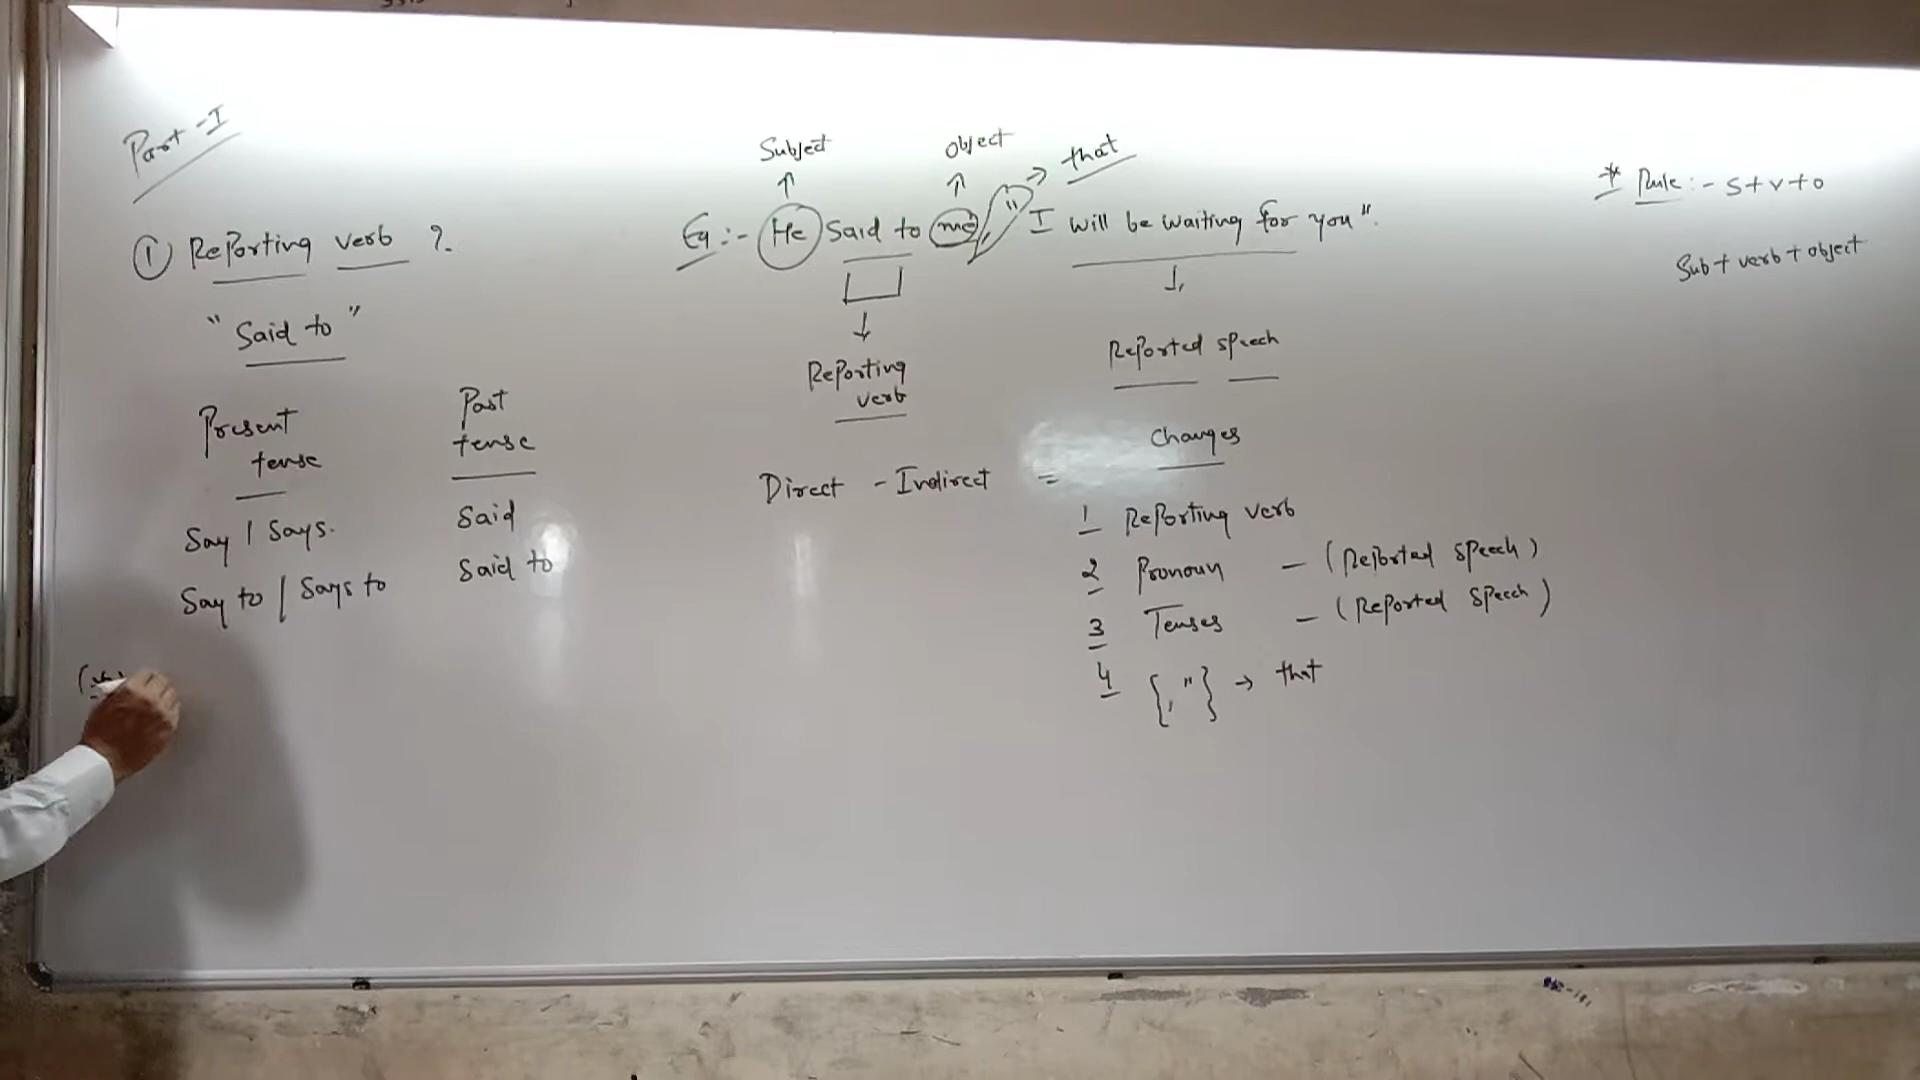 Part-I
① Reporting verb ?
"Said to"
Present tense
Past tense
Say / Says.
Said
Say to / Says to
Said to
Subject
object
that
Eg :- He Said to me, " I will be waiting for you".
Reporting verb
Reported speech
Changes
Direct - Indirect =
1 Reporting verb
2 Pronoun - (Reported speech)
3 Tenses - (Reported speech)
4 {, "} → that
* Rule :- S+V+O
Sub + verb + object